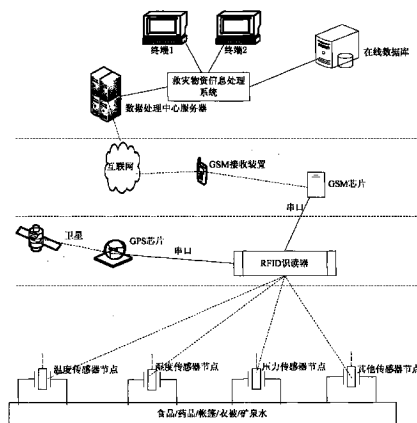 终端1
终端2
在线数据库
救灾物资信息处理
系统
数据处理中心服务器
互联网
GSM接收装置
GSM芯片
串口
卫星
GPS芯片
串口
RFID识读器
温度传感器节点
湿度传感器节点
压力传感器节点
其他传感器节点
食品/药品/帐篷/衣被/矿泉水